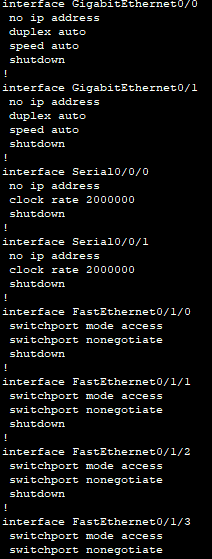 interface GigabitEthernet0/0
no ip address
duplex auto
speed auto
shutdown
!
interface GigabitEthernet0/1
no ip address
duplex auto
speed auto
shutdown
!
interface Serial0/0/0
no ip address
clock rate 2000000
shutdown
!
interface Serial0/0/1
no ip address
clock rate 2000000
shutdown
!
interface FastEthernet0/1/0
switchport mode access
switchport nonegotiate
shutdown
!
interface FastEthernet0/1/1
switchport mode access
switchport nonegotiate
shutdown
!
interface FastEthernet0/1/2
switchport mode access
switchport nonegotiate
shutdown
!
interface FastEthernet0/1/3
switchport mode access
switchport nonegotiate